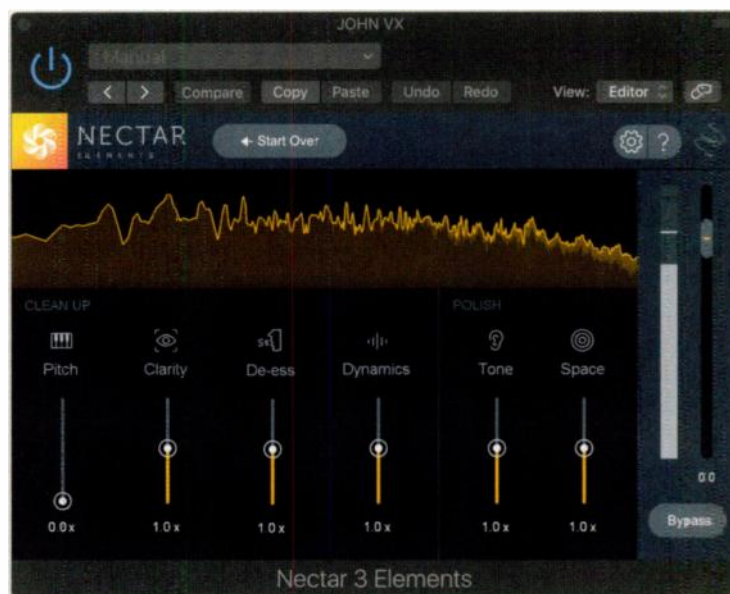 JOHN VX
Manual
< > Compare Copy Paste Undo Redo View: Editor
NECTAR
ELEMENTS
Start Over
?
CLEAN UP POLISH
Pitch Clarity De-ess Dynamics Tone Space
0.0x 1.0x 1.0x 1.0x 1.0x 1.0x
0.0
Bypass
Nectar 3 Elements